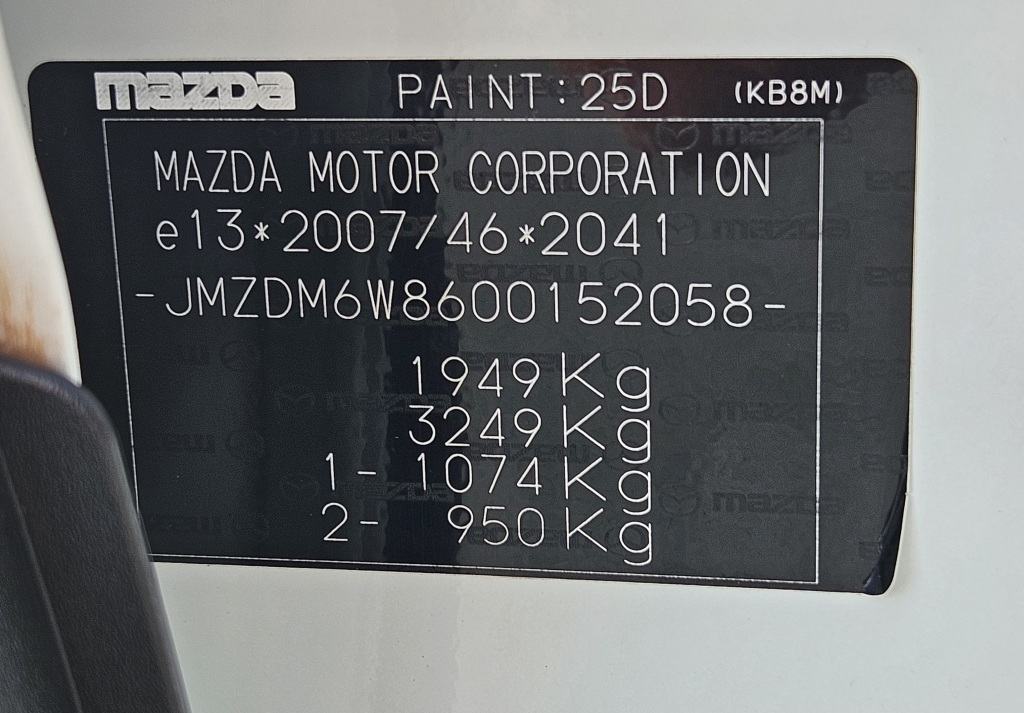 mazda PAINT:25D (KB8M)
MAZDA MOTOR CORPORATION
e13*2007/46*2041
-JMZDM6W8600152058-
1949Kg
3249Kg
1- 1074Kg
2- 950Kg